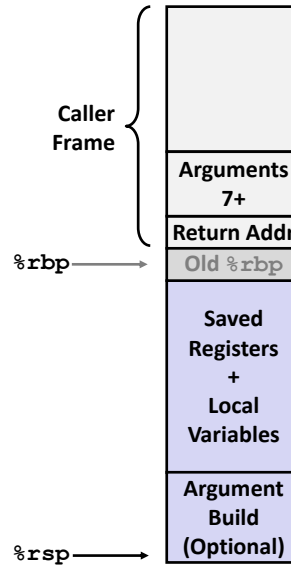 Caller
Frame
Arguments
7+
Return Addr
%rbp
Old %rbp
Saved
Registers
+
Local
Variables
Argument
Build
(Optional)
%rsp